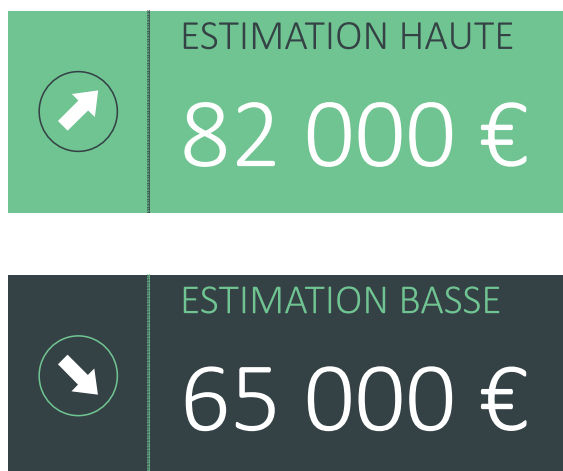 ESTIMATION HAUTE
82 000 €
ESTIMATION BASSE
65 000 €